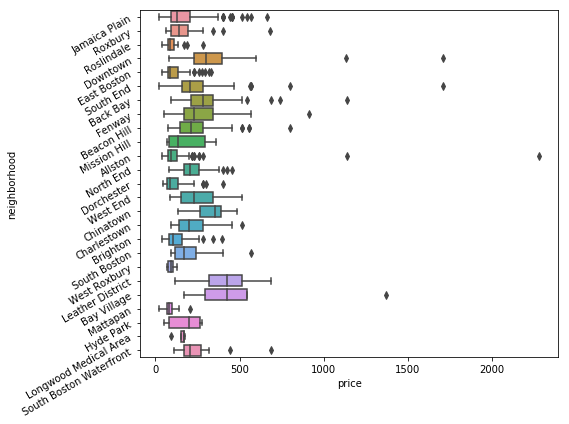 neighborhood
Jamaica Plain
Roxbury
Roslindale
Downtown
East Boston
South End
Back Bay
Fenway
Beacon Hill
Mission Hill
Allston
North End
Dorchester
West End
Chinatown
Charlestown
Brighton
South Boston
West Roxbury
Leather District
Bay Village
Mattapan
Hyde Park
Longwood Medical Area
South Boston Waterfront
0 500 1000 1500 2000
price